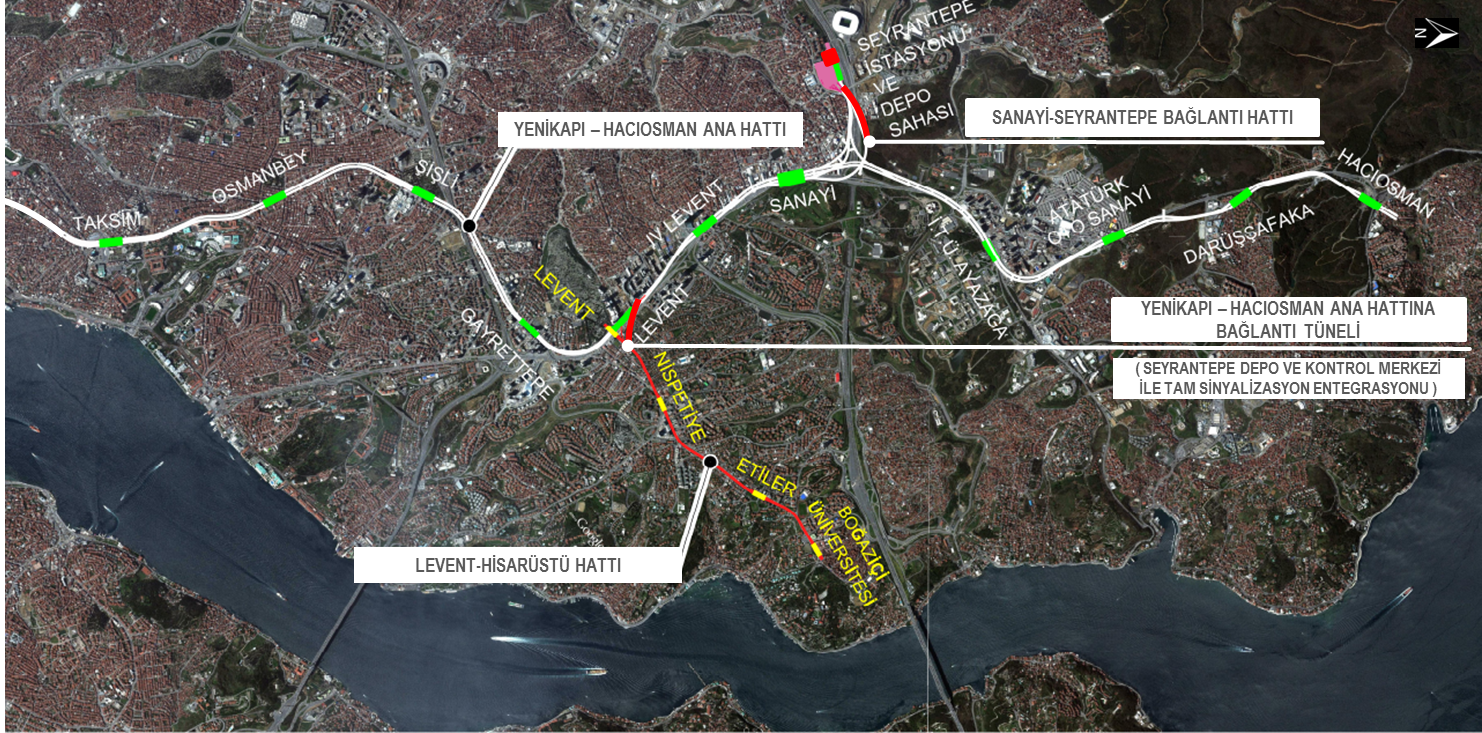 N
SEYRANTEPE
İSTASYONU
VE
DEPO
SAHASI
YENİKAPI – HACIOSMAN ANA HATTI
SANAYİ-SEYRANTEPE BAĞLANTI HATTI
TAKSİM
OSMANBEY
ŞİŞLİ
GAYRETTEPE
LEVENT
LEVENT
IV LEVENT
SANAYİ
İ.T.Ü AYAZAĞA
ATATÜRK
OTO SANAYİ
DARÜŞŞAFAKA
HACIOSMAN
YENİKAPI – HACIOSMAN ANA HATTINA
BAĞLANTI TÜNELİ
( SEYRANTEPE DEPO VE KONTROL MERKEZİ
İLE TAM SİNYALİZASYON ENTEGRASYONU )
NİSPETİYE
ETİLER
BOĞAZİÇİ
ÜNİVERSİTESİ
LEVENT-HİSARÜSTÜ HATTI